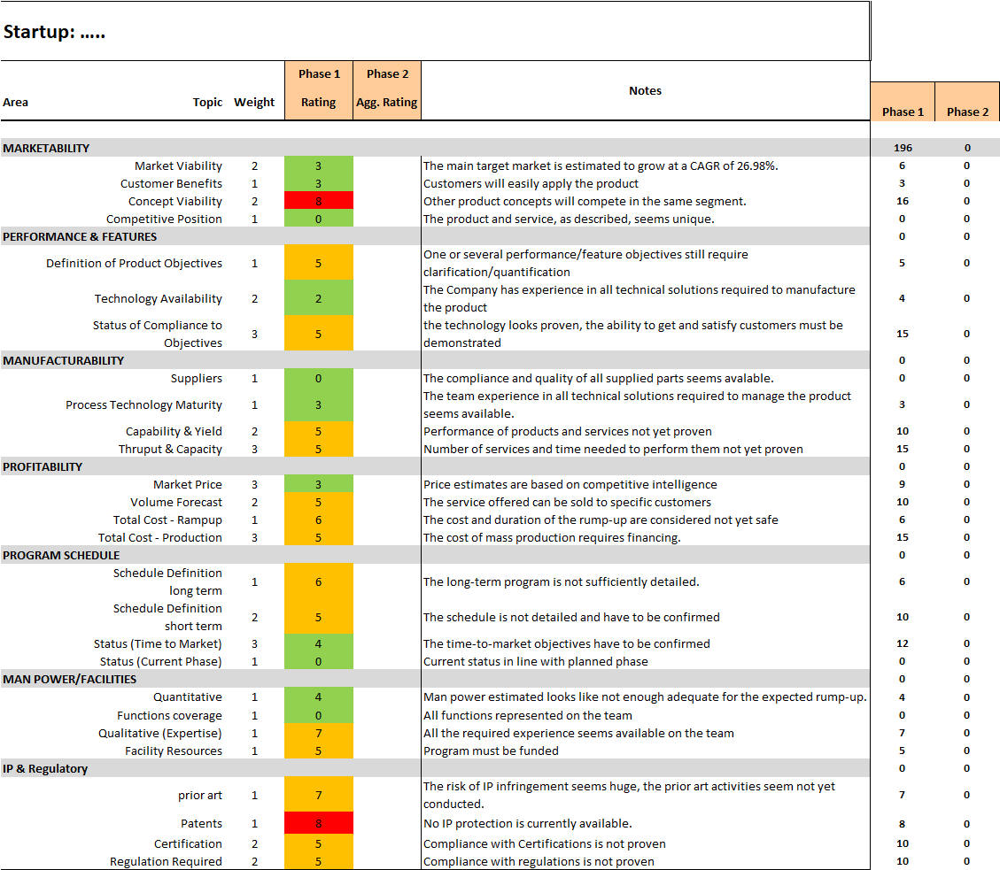 Startup: .....
Phase 1 Phase 2
Notes
Area Topic Weight Rating Agg. Rating
Phase 1 Phase 2
MARKETABILITY 196 0
Market Viability 2 3 The main target market is estimated to grow at a CAGR of 26.98%. 6 0
Customer Benefits 1 3 Customers will easily apply the product 3 0
Concept Viability 2 8 Other product concepts will compete in the same segment. 16 0
Competitive Position 1 0 The product and service, as described, seems unique. 0 0
PERFORMANCE & FEATURES 0 0
Definition of Product Objectives 1 5 One or several performance/feature objectives still require
clarification/quantification 5 0
Technology Availability 2 2 The Company has experience in all technical solutions required to manufacture
the product 4 0
Status of Compliance to
Objectives 3 5 the technology looks proven, the ability to get and satisfy customers must be
demonstrated 15 0
MANUFACTURABILITY 0 0
Suppliers 1 0 The compliance and quality of all supplied parts seems avalable. 0 0
Process Technology Maturity 1 3 The team experience in all technical solutions required to manage the product
seems available. 3 0
Capability & Yield 2 5 Performance of products and services not yet proven 10 0
Thruput & Capacity 3 5 Number of services and time needed to perform them not yet proven 15 0
PROFITABILITY 0 0
Market Price 3 3 Price estimates are based on competitive intelligence 9 0
Volume Forecast 2 5 The service offered can be sold to specific customers 10 0
Total Cost - Rampup 1 6 The cost and duration of the rump-up are considered not yet safe 6 0
Total Cost - Production 3 5 The cost of mass production requires financing. 15 0
PROGRAM SCHEDULE 0 0
Schedule Definition
long term 1 6 The long-term program is not sufficiently detailed. 6 0
Schedule Definition
short term 2 5 The schedule is not detailed and have to be confirmed 10 0
Status (Time to Market) 3 4 The time-to-market objectives have to be confirmed 12 0
Status (Current Phase) 1 0 Current status in line with planned phase 0 0
MAN POWER/FACILITIES 0 0
Quantitative 1 4 Man power estimated looks like not enough adequate for the expected rump-up. 4 0
Functions coverage 1 0 All functions represented on the team 0 0
Qualitative (Expertise) 1 7 All the required experience seems available on the team 7 0
Facility Resources 1 5 Program must be funded 5 0
IP & Regulatory 0 0
prior art 1 7 The risk of IP infringement seems huge, the prior art activities seem not yet
conducted. 7 0
Patents 1 8 No IP protection is currently available. 8 0
Certification 2 5 Compliance with Certifications is not proven 10 0
Regulation Required 2 5 Compliance with regulations is not proven 10 0